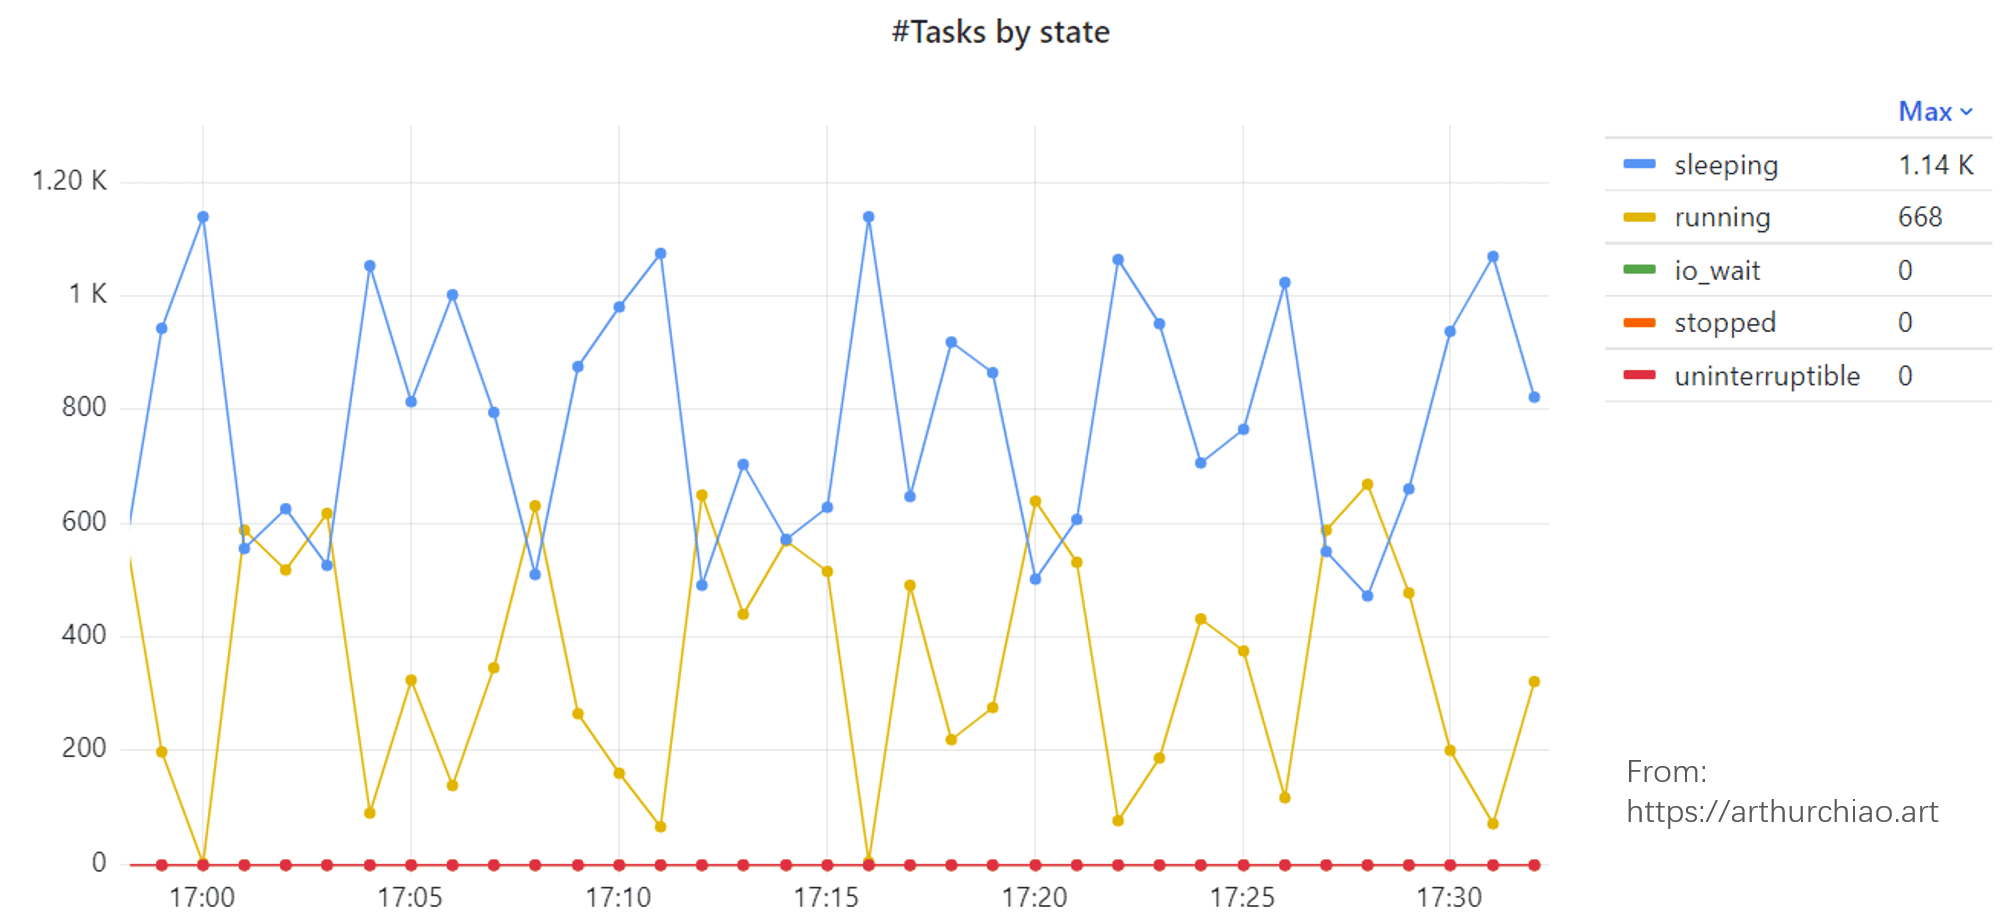 #Tasks by state
Max
sleeping 1.14 K
running 668
io_wait 0
stopped 0
uninterruptible 0
1.20 K
1 K
800
600
400
200
0
17:00 17:05 17:10 17:15 17:20 17:25 17:30
From:
https://arthurchiao.art